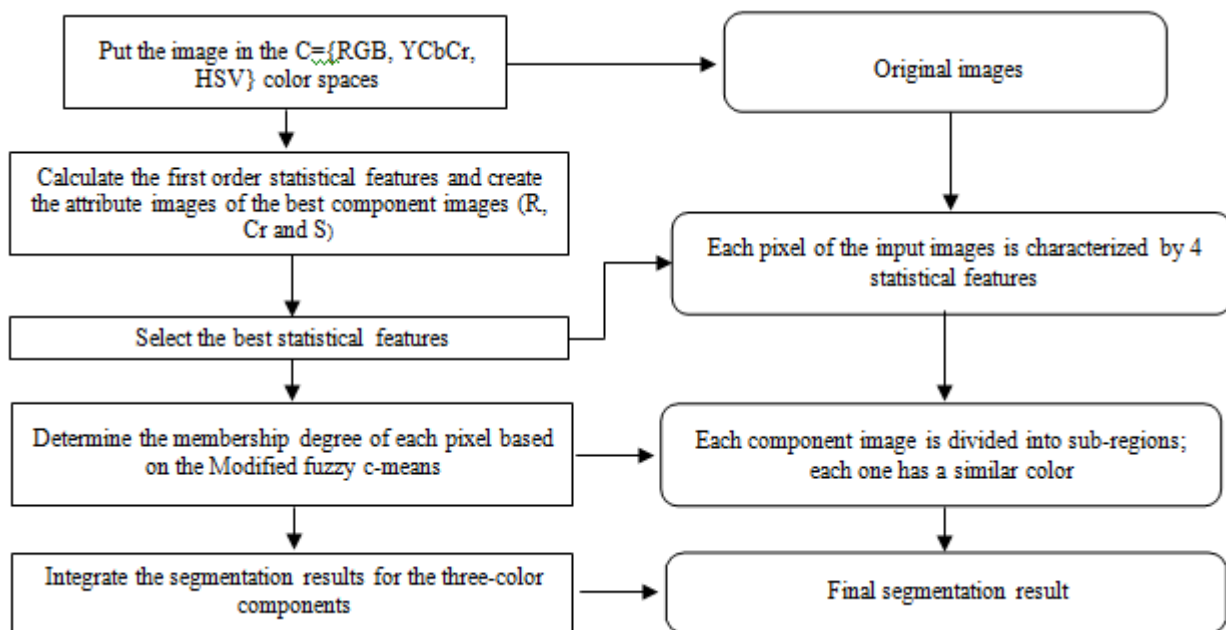 Put the image in the C={RGB, YCbCr,
HSV} color spaces
Original images
Calculate the first order statistical features and create
the attribute images of the best component images (R,
Cr and S)
Each pixel of the input images is characterized by 4
statistical features
Select the best statistical features
Determine the membership degree of each pixel based
on the Modified fuzzy c-means
Each component image is divided into sub-regions;
each one has a similar color
Integrate the segmentation results for the three-color
components
Final segmentation result